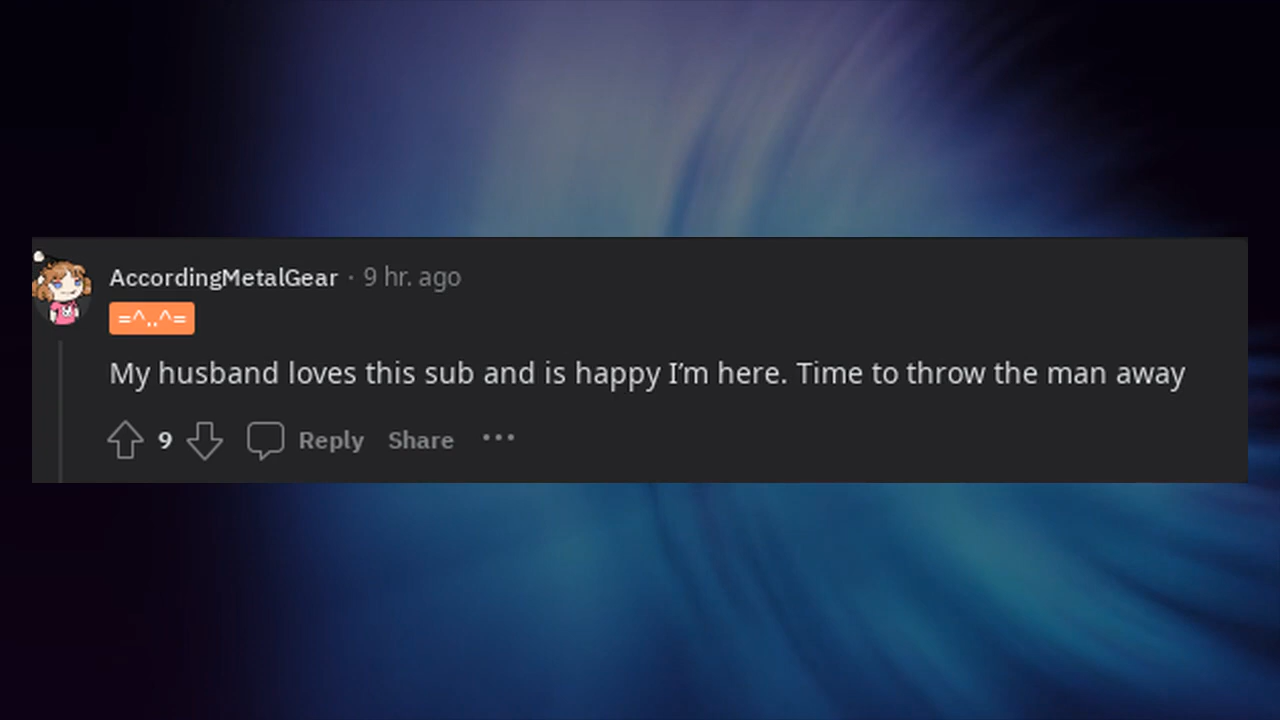 AccordingMetalGear · 9 hr. ago
=^..^=
My husband loves this sub and is happy I’m here. Time to throw the man away
9 Reply Share •••